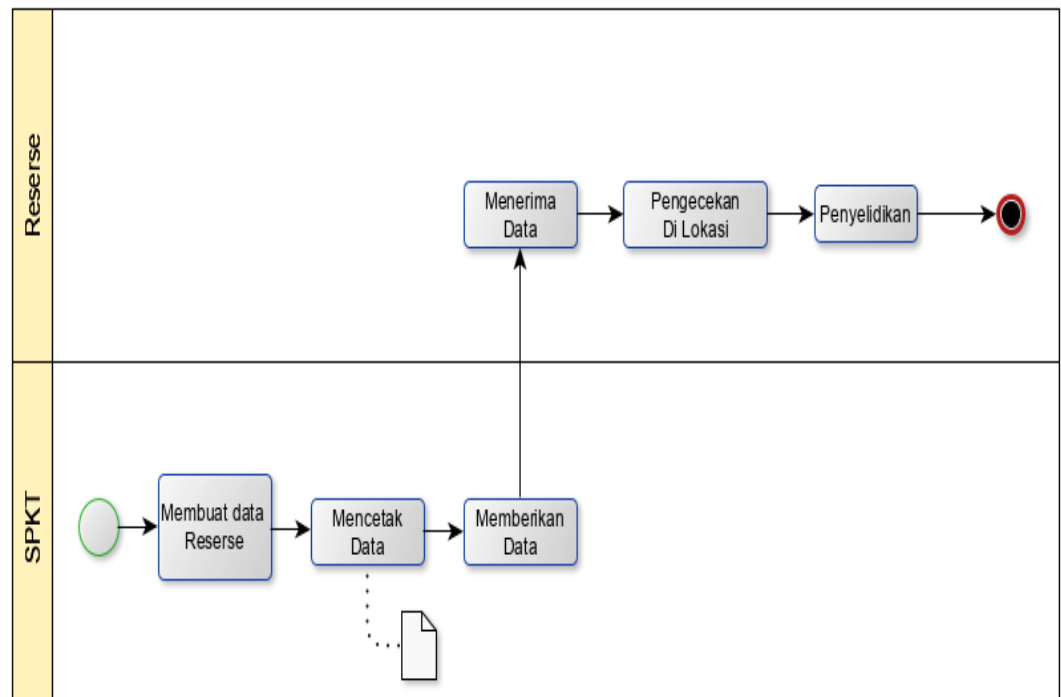 Reserse
Menerima
Data
Pengecekan
Di Lokasi
Penyelidikan
SPKT
Membuat data
Reserse
Mencetak
Data
Memberikan
Data